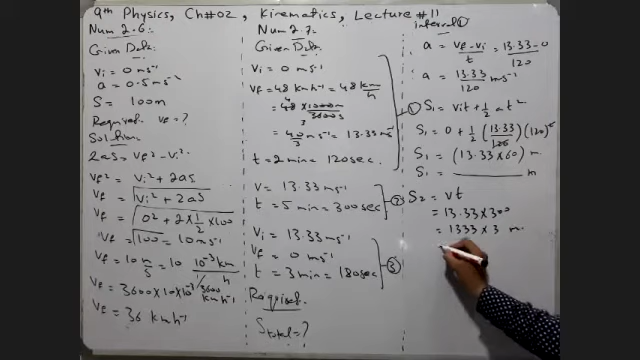 9th Physics, Ch#02, Kinematics, Lecture #11
Num 2.6:
Given Data:
Vi = 0 ms⁻¹
a = 0.5 ms⁻²
S = 100m
Required Vf = ?
Solution
2aS = Vf² - Vi²
Vf² = Vi² + 2aS
Vf = √(Vi² + 2aS)
Vf = √(0² + 2 × 1/2 × 100)
Vf = √100 = 10 ms⁻¹
Vf = 10 m/s = 10 10⁻³ km / 1/3600 h
Vf = 3600 × 10 × 10⁻³ km h⁻¹
Vf = 36 km h⁻¹
Num 2.7:
Given Data:
Vi = 0 ms⁻¹
Vf = 48 km h⁻¹ = 48 km/h
= 48 × 1000m / 3600s
= 40/3 ms⁻¹ = 13.33 ms⁻¹
t = 2 min = 120 sec.
①
V = 13.33 ms⁻¹
t = 5 min = 300 sec
②
Vi = 13.33 ms⁻¹
Vf = 0 ms⁻¹
t = 3 min = 180 sec
③
Required.
Stotal = ?
interval ①
a = Vf - Vi / t = 13.33 - 0 / 120
a = 13.33/120 ms⁻²
S1 = Vit + 1/2 at²
S1 = 0 + 1/2 (13.33/120) (120)²
S1 = (13.33 × 60) m
S1 = ______ m
S2 = Vt
= 13.33 × 300
= 1333 × 3 m